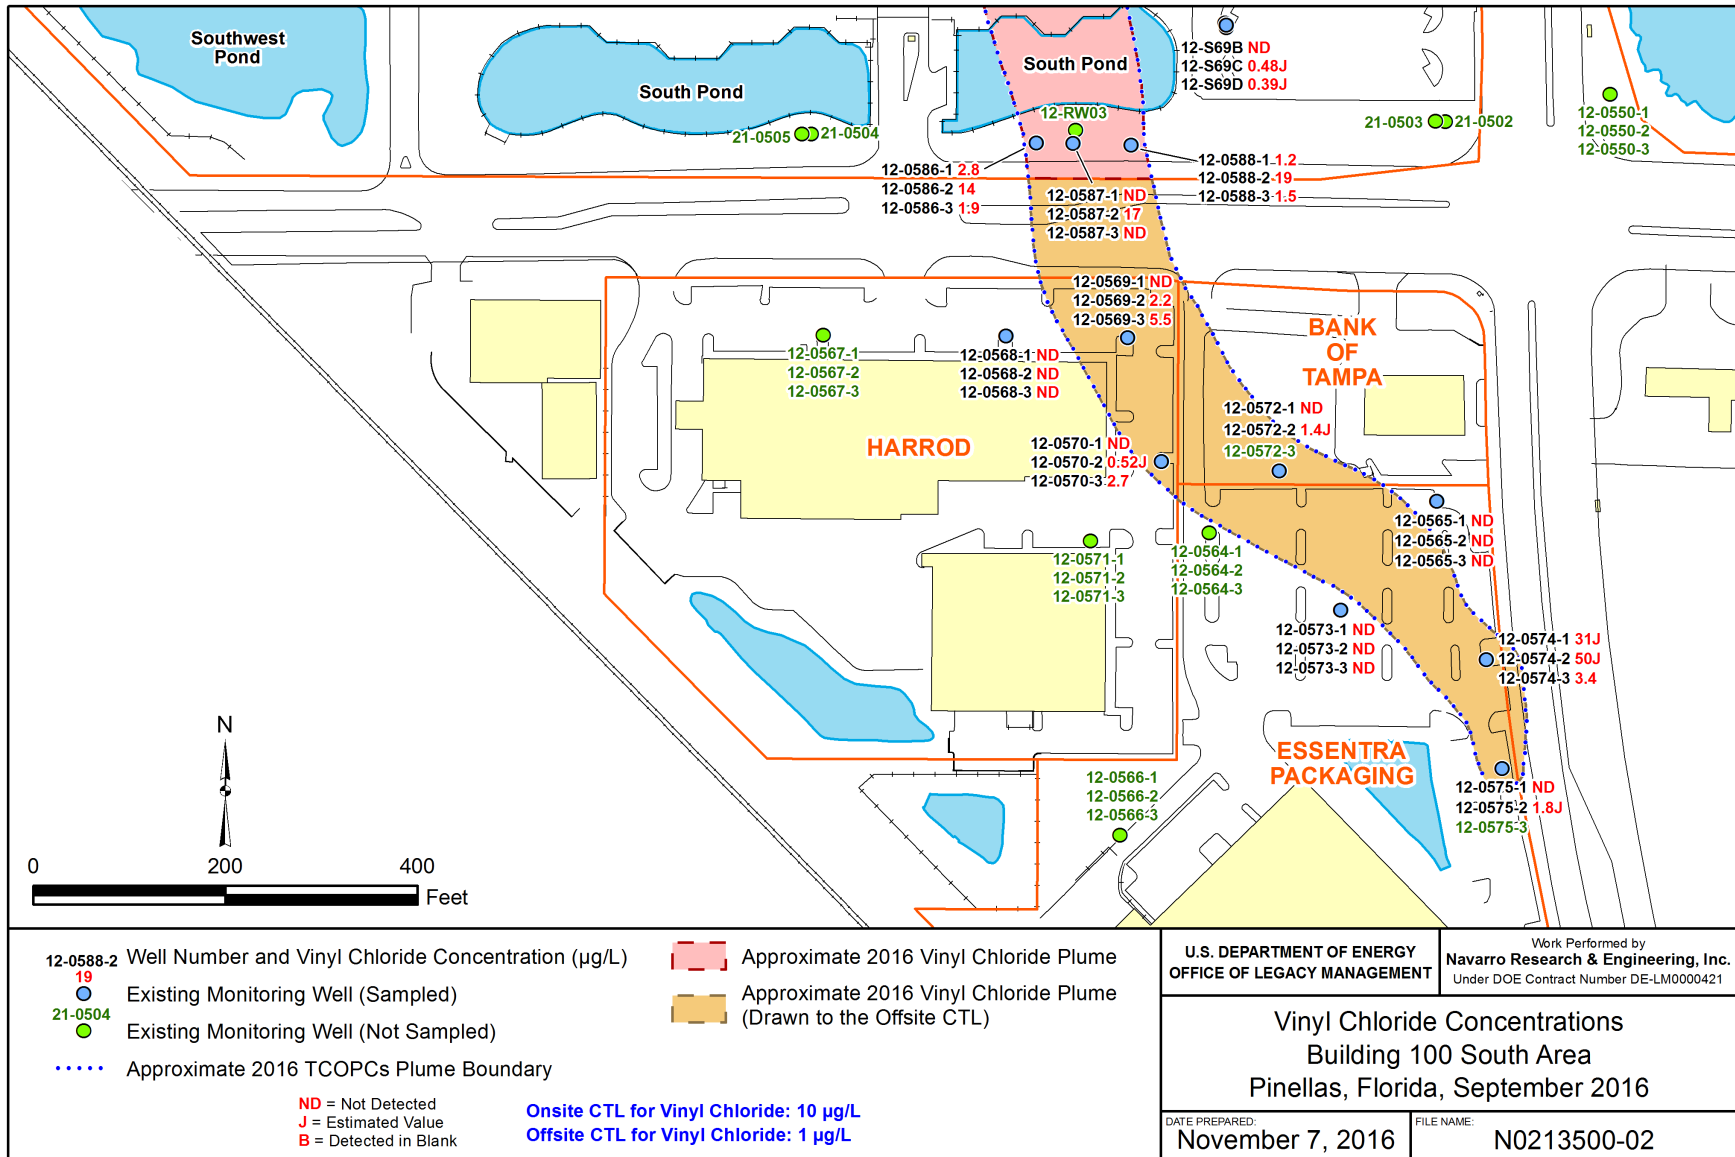 Southwest
Pond
South Pond
South Pond
12-S69B ND
12-S69C 0.48J
12-S69D 0.39J
12-RW03
21-0505
21-0504
21-0503
21-0502
12-0550-1
12-0550-2
12-0550-3
12-0586-1 2.8
12-0586-2 14
12-0586-3 1.9
12-0588-1 1.2
12-0588-2 19
12-0588-3 1.5
12-0587-1 ND
12-0587-2 17
12-0587-3 ND
12-0569-1 ND
12-0569-2 2.2
12-0569-3 5.5
BANK
OF
TAMPA
12-0567-1
12-0567-2
12-0567-3
12-0568-1 ND
12-0568-2 ND
12-0568-3 ND
12-0572-1 ND
12-0572-2 1.4J
12-0572-3
HARROD
12-0570-1 ND
12-0570-2 0.52J
12-0570-3 2.7
12-0565-1 ND
12-0565-2 ND
12-0565-3 ND
12-0571-1
12-0571-2
12-0571-3
12-0564-1
12-0564-2
12-0564-3
12-0573-1 ND
12-0573-2 ND
12-0573-3 ND
12-0574-1 31J
12-0574-2 50J
12-0574-3 3.4
ESSENTRA
PACKAGING
12-0566-1
12-0566-2
12-0566-3
12-0575-1 ND
12-0575-2 1.8J
12-0575-3
N
0 200 400
Feet
12-0588-2
19
Well Number and Vinyl Chloride Concentration (µg/L)
Existing Monitoring Well (Sampled)
21-0504
Existing Monitoring Well (Not Sampled)
Approximate 2016 TCOPCs Plume Boundary
ND = Not Detected
J = Estimated Value
B = Detected in Blank
Approximate 2016 Vinyl Chloride Plume
Approximate 2016 Vinyl Chloride Plume
(Drawn to the Offsite CTL)
Onsite CTL for Vinyl Chloride: 10 µg/L
Offsite CTL for Vinyl Chloride: 1 µg/L
U.S. DEPARTMENT OF ENERGY
OFFICE OF LEGACY MANAGEMENT
Work Performed by
Navarro Research & Engineering, Inc.
Under DOE Contract Number DE-LM0000421
Vinyl Chloride Concentrations
Building 100 South Area
Pinellas, Florida, September 2016
DATE PREPARED:
November 7, 2016
FILE NAME:
N0213500-02